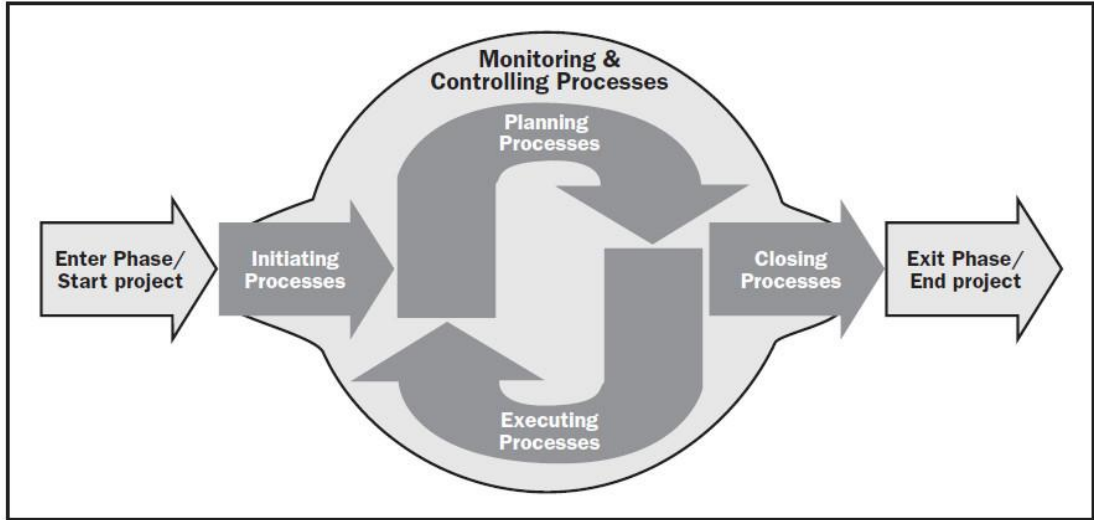 Monitoring &
Controlling Processes
Planning
Processes
Enter Phase/
Start project
Initiating
Processes
Closing
Processes
Exit Phase/
End project
Executing
Processes